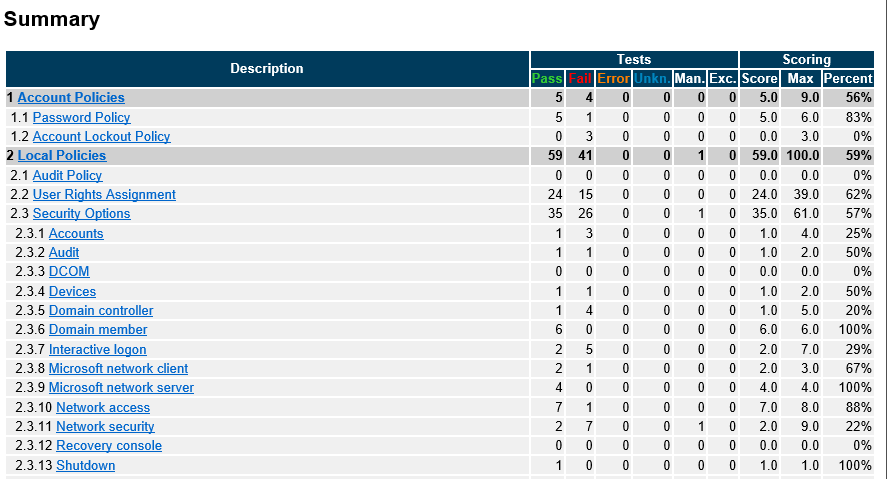 Summary
Description Tests Scoring
Pass Fail Error Unkn. Man. Exc. Score Max Percent
1 Account Policies 5 4 0 0 0 0 5.0 9.0 56%
1.1 Password Policy 5 1 0 0 0 0 5.0 6.0 83%
1.2 Account Lockout Policy 0 3 0 0 0 0 0.0 3.0 0%
2 Local Policies 59 41 0 0 1 0 59.0 100.0 59%
2.1 Audit Policy 0 0 0 0 0 0 0.0 0.0 0%
2.2 User Rights Assignment 24 15 0 0 0 0 24.0 39.0 62%
2.3 Security Options 35 26 0 0 1 0 35.0 61.0 57%
2.3.1 Accounts 1 3 0 0 0 0 1.0 4.0 25%
2.3.2 Audit 1 1 0 0 0 0 1.0 2.0 50%
2.3.3 DCOM 0 0 0 0 0 0 0.0 0.0 0%
2.3.4 Devices 1 1 0 0 0 0 1.0 2.0 50%
2.3.5 Domain controller 1 4 0 0 0 0 1.0 5.0 20%
2.3.6 Domain member 6 0 0 0 0 0 6.0 6.0 100%
2.3.7 Interactive logon 2 5 0 0 0 0 2.0 7.0 29%
2.3.8 Microsoft network client 2 1 0 0 0 0 2.0 3.0 67%
2.3.9 Microsoft network server 4 0 0 0 0 0 4.0 4.0 100%
2.3.10 Network access 7 1 0 0 0 0 7.0 8.0 88%
2.3.11 Network security 2 7 0 0 1 0 2.0 9.0 22%
2.3.12 Recovery console 0 0 0 0 0 0 0.0 0.0 0%
2.3.13 Shutdown 1 0 0 0 0 0 1.0 1.0 100%